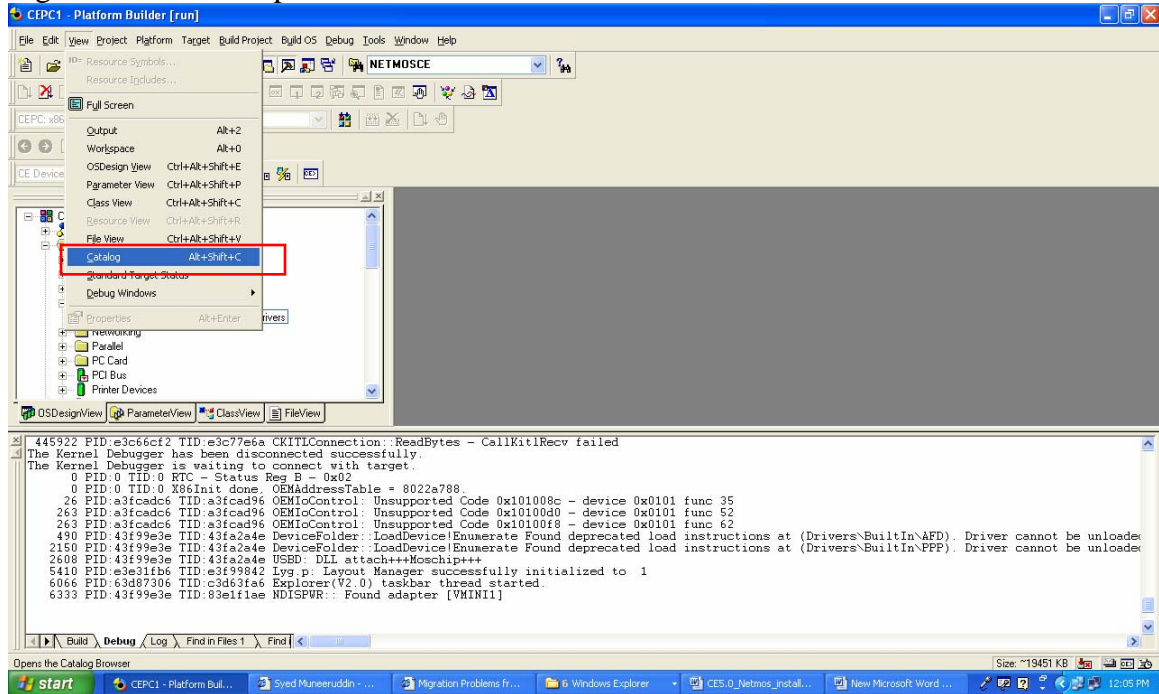 CEPC1 - Platform Builder [run]
File Edit View Project Platform Target Build Project Build OS Debug Tools Window Help
ID= Resource Symbols...
NETMOSCE
Resource Includes...
Full Screen
CEPC: x86
Output Alt+2
Workspace Alt+0
OSDesign View Ctrl+Alt+Shift+E
CE Device
Parameter View Ctrl+Alt+Shift+P
Class View Ctrl+Alt+Shift+C
Resource View Ctrl+Alt+Shift+R
File View Ctrl+Alt+Shift+V
Catalog Alt+Shift+C
Standard Target Status
Debug Windows
Properties Alt+Enter
rivers
Networking
Parallel
PC Card
PCI Bus
Printer Devices
OSDesignView ParameterView ClassView FileView
445922 PID:e3c66cf2 TID:e3c77e6a CKITLConnection::ReadBytes - CallKitlRecv failed
The Kernel Debugger has been disconnected successfully.
The Kernel Debugger is waiting to connect with target.
0 PID:0 TID:0 RTC - Status Reg B - 0x02
0 PID:0 TID:0 X86Init done, OEMAddressTable = 8022a788.
26 PID:a3fcadc6 TID:a3fcad96 OEMIoControl: Unsupported Code 0x101008c - device 0x0101 func 35
263 PID:a3fcadc6 TID:a3fcad96 OEMIoControl: Unsupported Code 0x10100d0 - device 0x0101 func 52
263 PID:a3fcadc6 TID:a3fcad96 OEMIoControl: Unsupported Code 0x10100f8 - device 0x0101 func 62
490 PID:43f99e3e TID:43fa2a4e DeviceFolder::LoadDevice!Enumerate Found deprecated load instructions at (Drivers\BuiltIn\AFD). Driver cannot be unloaded
2150 PID:43f99e3e TID:43fa2a4e DeviceFolder::LoadDevice!Enumerate Found deprecated load instructions at (Drivers\BuiltIn\PPP). Driver cannot be unloade
2608 PID:43f99e3e TID:43fa2a4e USBD: DLL attach+++Moschip+++
5410 PID:e3e31fb6 TID:e3f99842 Lyg.p: Layout Manager successfully initialized to 1
6066 PID:63d87306 TID:c3d63fa6 Explorer(V2.0) taskbar thread started.
6333 PID:43f99e3e TID:83e1f1ae NDISPWR:: Found adapter [VMINI1]
Build Debug Log Find in Files 1 Find i
Opens the Catalog Browser Size: ~19451 KB
start CEPC1 - Platform Buil... Syed Muneeruddin - ... Migration Problems fr... 6 Windows Explorer CE5.0_Netmos_install... New Microsoft Word ... 12:05 PM